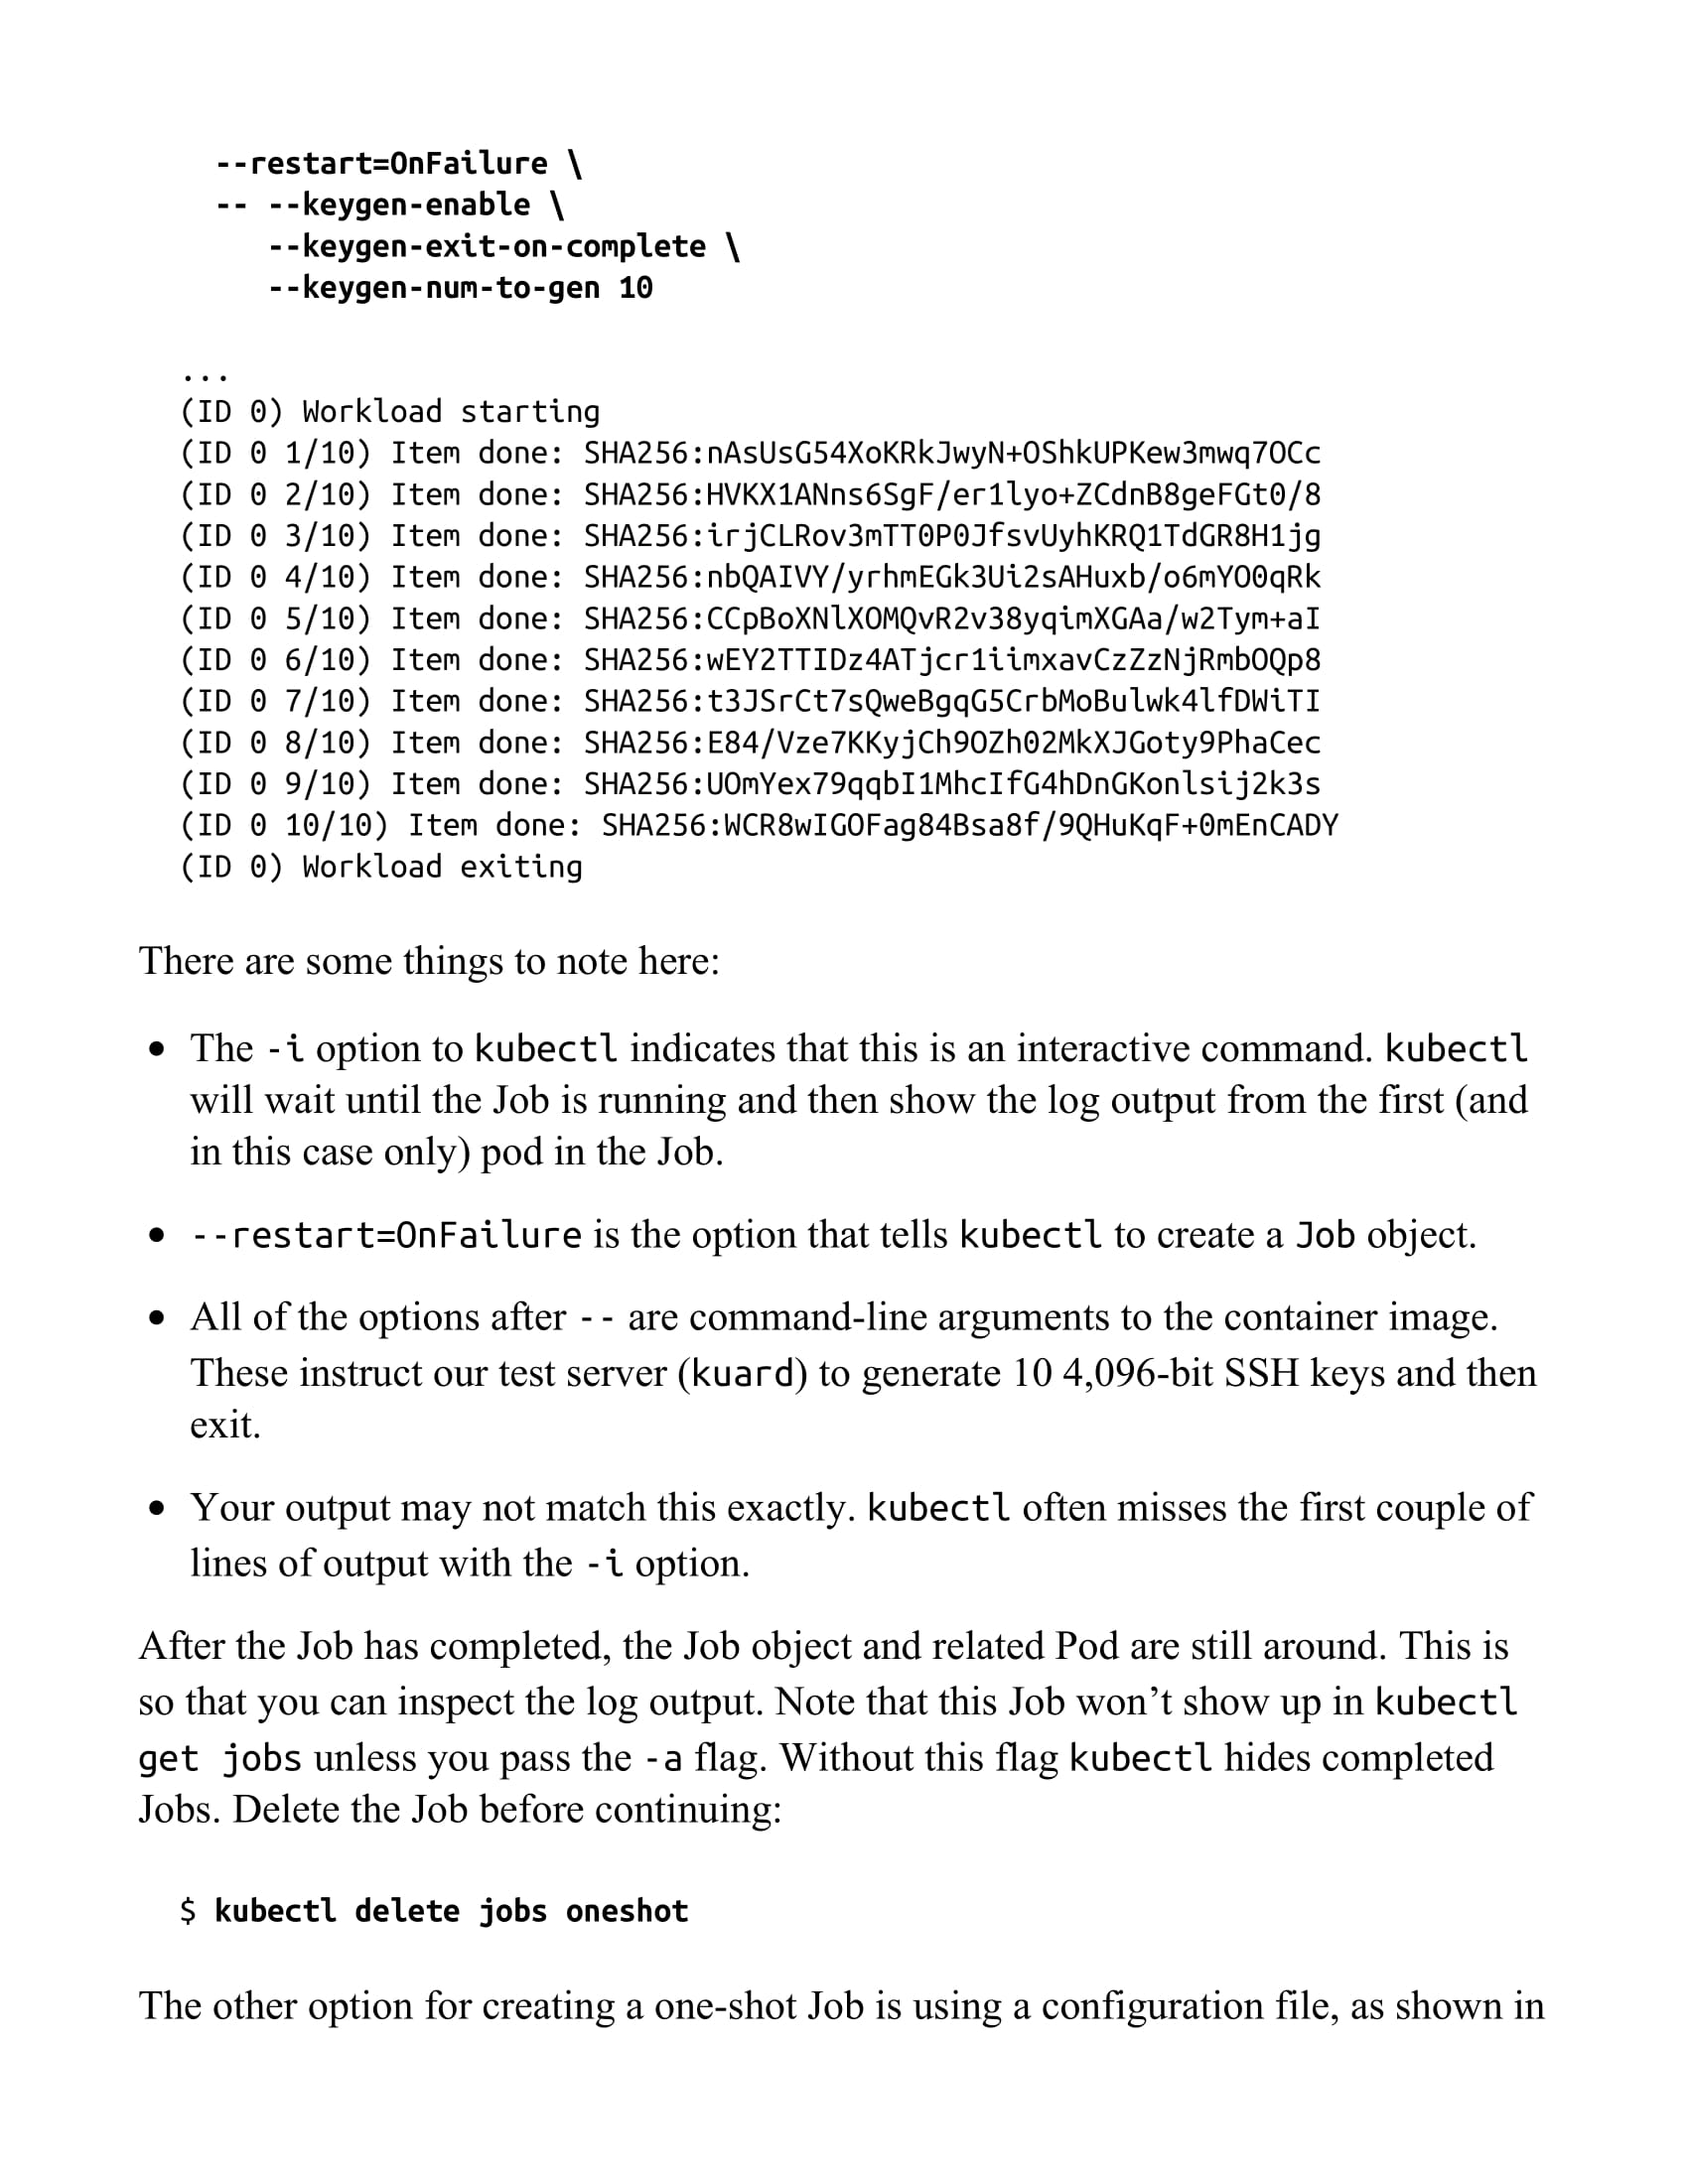 --restart=OnFailure \
-- --keygen-enable \
--keygen-exit-on-complete \
--keygen-num-to-gen 10
...
(ID 0) Workload starting
(ID 0 1/10) Item done: SHA256:nAsUsG54XoKRkJwyN+OShkUPKew3mwq7OCc
(ID 0 2/10) Item done: SHA256:HVKX1ANns6SgF/er1lyo+ZCdnB8geFGt0/8
(ID 0 3/10) Item done: SHA256:irjCLRov3mTT0P0JfsvUyhKRQ1TdGR8H1jg
(ID 0 4/10) Item done: SHA256:nbQAIVY/yrhmEGk3Ui2sAHuxb/o6mYO0qRk
(ID 0 5/10) Item done: SHA256:CCpBoXNlXOMQvR2v38yqimXGAa/w2Tym+aI
(ID 0 6/10) Item done: SHA256:wEY2TTIDz4ATjcr1iimxavCzZzNjRmbOQp8
(ID 0 7/10) Item done: SHA256:t3JSrCt7sQweBgqG5CrbMoBulwk4lfDWiTI
(ID 0 8/10) Item done: SHA256:E84/Vze7KKyjCh9OZh02MkXJGoty9PhaCec
(ID 0 9/10) Item done: SHA256:UOmYex79qqbI1MhcIfG4hDnGKonlsij2k3s
(ID 0 10/10) Item done: SHA256:WCR8wIGOFag84Bsa8f/9QHuKqF+0mEnCADY
(ID 0) Workload exiting
There are some things to note here:
• The -i option to kubectl indicates that this is an interactive command. kubectl
will wait until the Job is running and then show the log output from the first (and
in this case only) pod in the Job.
• --restart=OnFailure is the option that tells kubectl to create a Job object.
• All of the options after -- are command-line arguments to the container image.
These instruct our test server (kuard) to generate 10 4,096-bit SSH keys and then
exit.
• Your output may not match this exactly. kubectl often misses the first couple of
lines of output with the -i option.
After the Job has completed, the Job object and related Pod are still around. This is
so that you can inspect the log output. Note that this Job won’t show up in kubectl
get jobs unless you pass the -a flag. Without this flag kubectl hides completed
Jobs. Delete the Job before continuing:
$ kubectl delete jobs oneshot
The other option for creating a one-shot Job is using a configuration file, as shown in